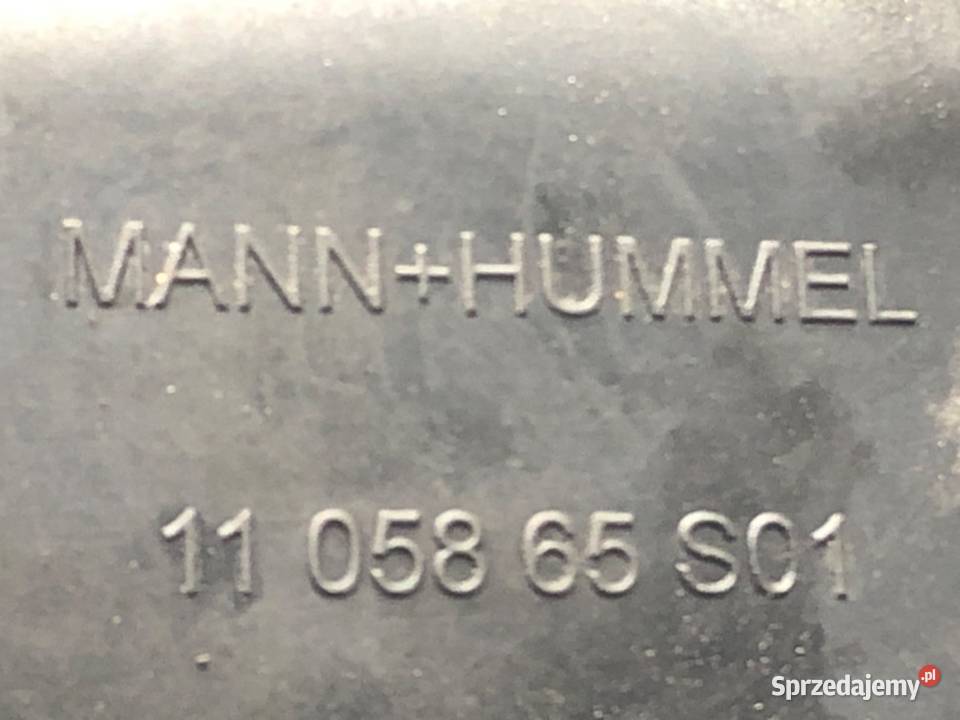 MANN+HUMMEL
11 058 65 S01
Sprzedajemy.pl